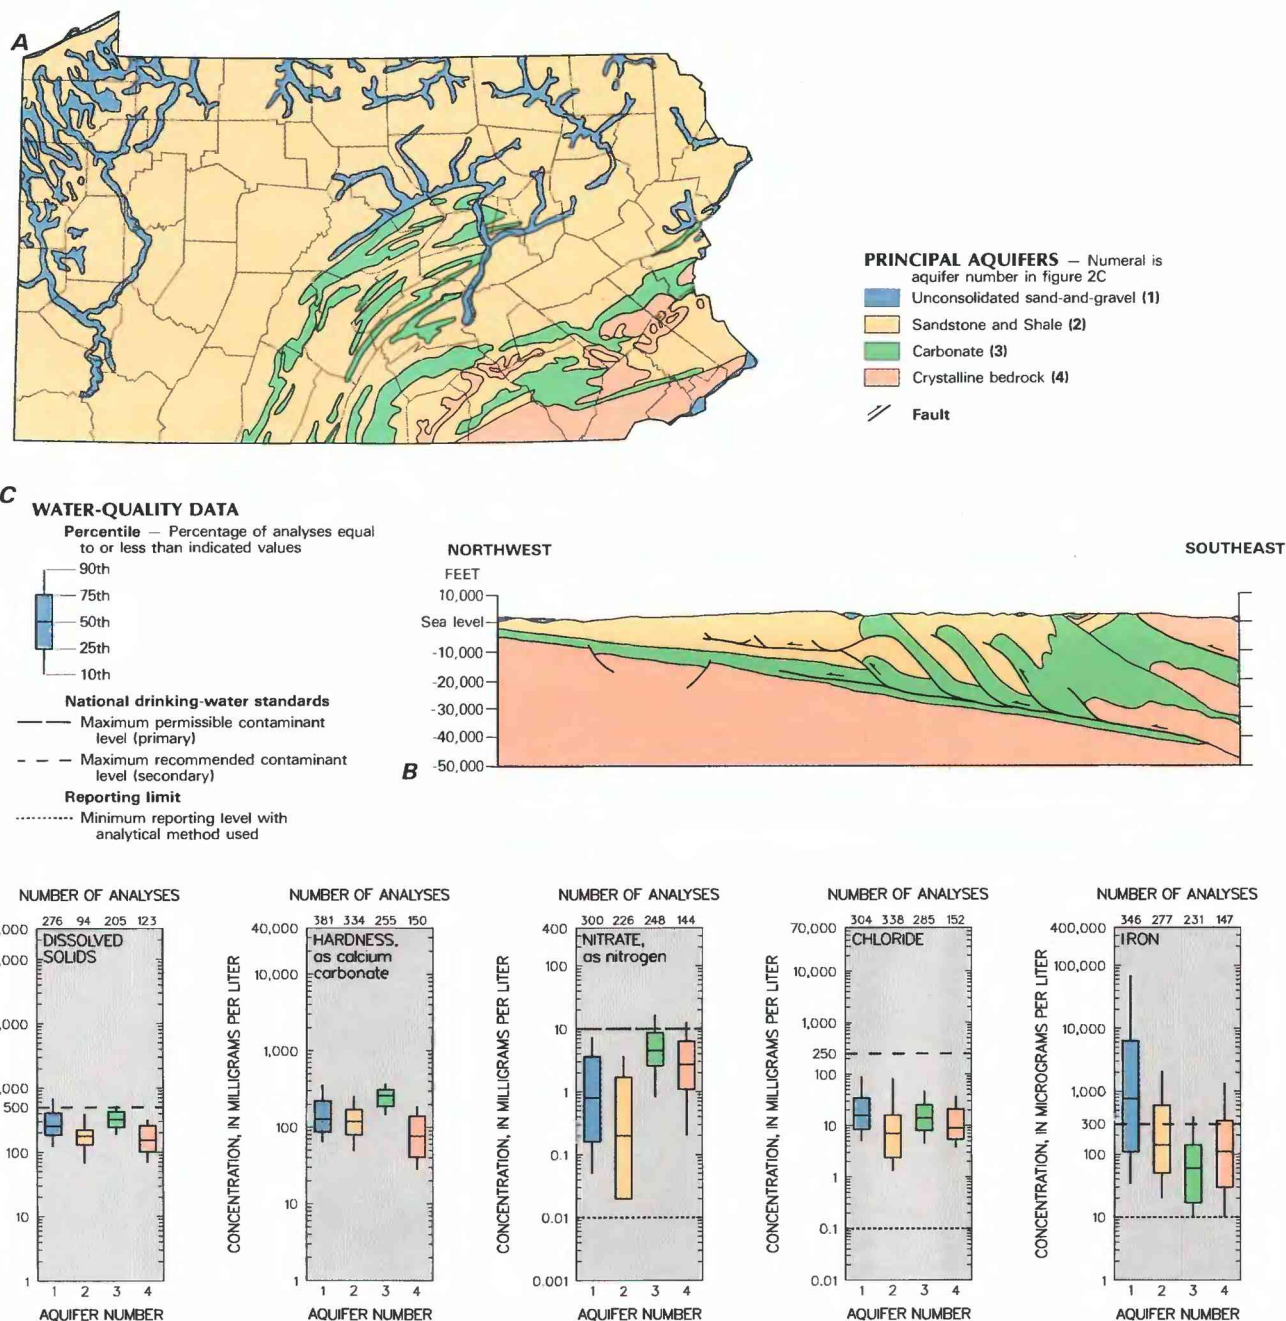 A
PRINCIPAL AQUIFERS — Numeral is
aquifer number in figure 2C
Unconsolidated sand-and-gravel (1)
Sandstone and Shale (2)
Carbonate (3)
Crystalline bedrock (4)
Fault
C
WATER-QUALITY DATA
Percentile — Percentage of analyses equal
to or less than indicated values
90th
75th
50th
25th
10th
National drinking-water standards
Maximum permissible contaminant
level (primary)
Maximum recommended contaminant
level (secondary)
Reporting limit
Minimum reporting level with
analytical method used
NORTHWEST
SOUTHEAST
FEET
10,000
Sea level
-10,000
-20,000
-30,000
-40,000
-50,000
B
NUMBER OF ANALYSES
276 94 205 123
DISSOLVED
SOLIDS
500
100
10
1
1 2 3 4
AQUIFER NUMBER
NUMBER OF ANALYSES
381 334 255 150
HARDNESS,
as calcium
carbonate
CONCENTRATION, IN MILLIGRAMS PER LITER
40,000
10,000
1,000
100
10
1
1 2 3 4
AQUIFER NUMBER
NUMBER OF ANALYSES
300 226 248 144
NITRATE,
as nitrogen
CONCENTRATION, IN MILLIGRAMS PER LITER
400
100
10
1
0.1
0.01
0.001
1 2 3 4
AQUIFER NUMBER
NUMBER OF ANALYSES
304 338 285 152
CHLORIDE
CONCENTRATION, IN MILLIGRAMS PER LITER
70,000
10,000
1,000
250
100
10
1
0.1
0.01
1 2 3 4
AQUIFER NUMBER
NUMBER OF ANALYSES
346 277 231 147
IRON
CONCENTRATION, IN MICROGRAMS PER LITER
400,000
100,000
10,000
1,000
300
100
10
1
1 2 3 4
AQUIFER NUMBER